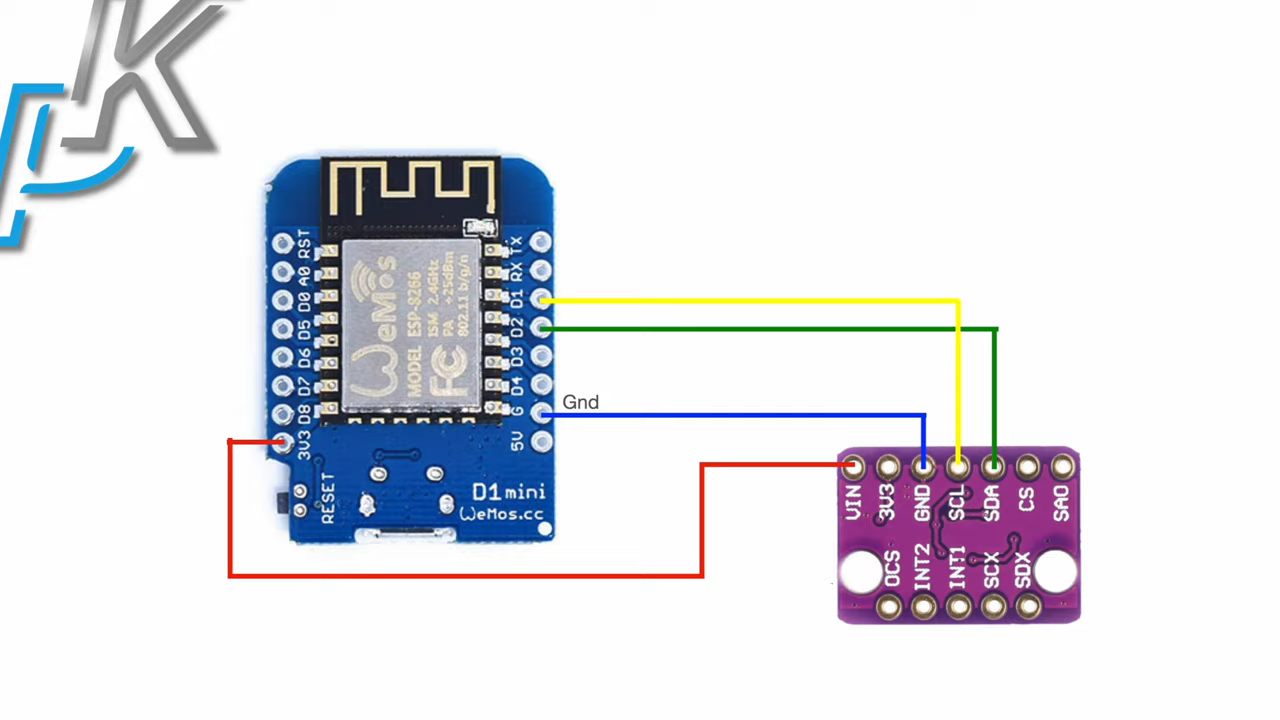 PK
RST
A0
D0
D5
D6
D7
D8
3V3
TX
RX
D1
D2
D3
D4
G
5V
WeMos
MODEL ESP-8266
ISM 2.4GHz
PA +25dBm
802.11 b/g/n
FC
Gnd
RESET
D1 mini
WeMos.cc
VIN
3V3
GND
SCL
SDA
CS
SAO
OCS
INT2
INT1
SCX
SDX